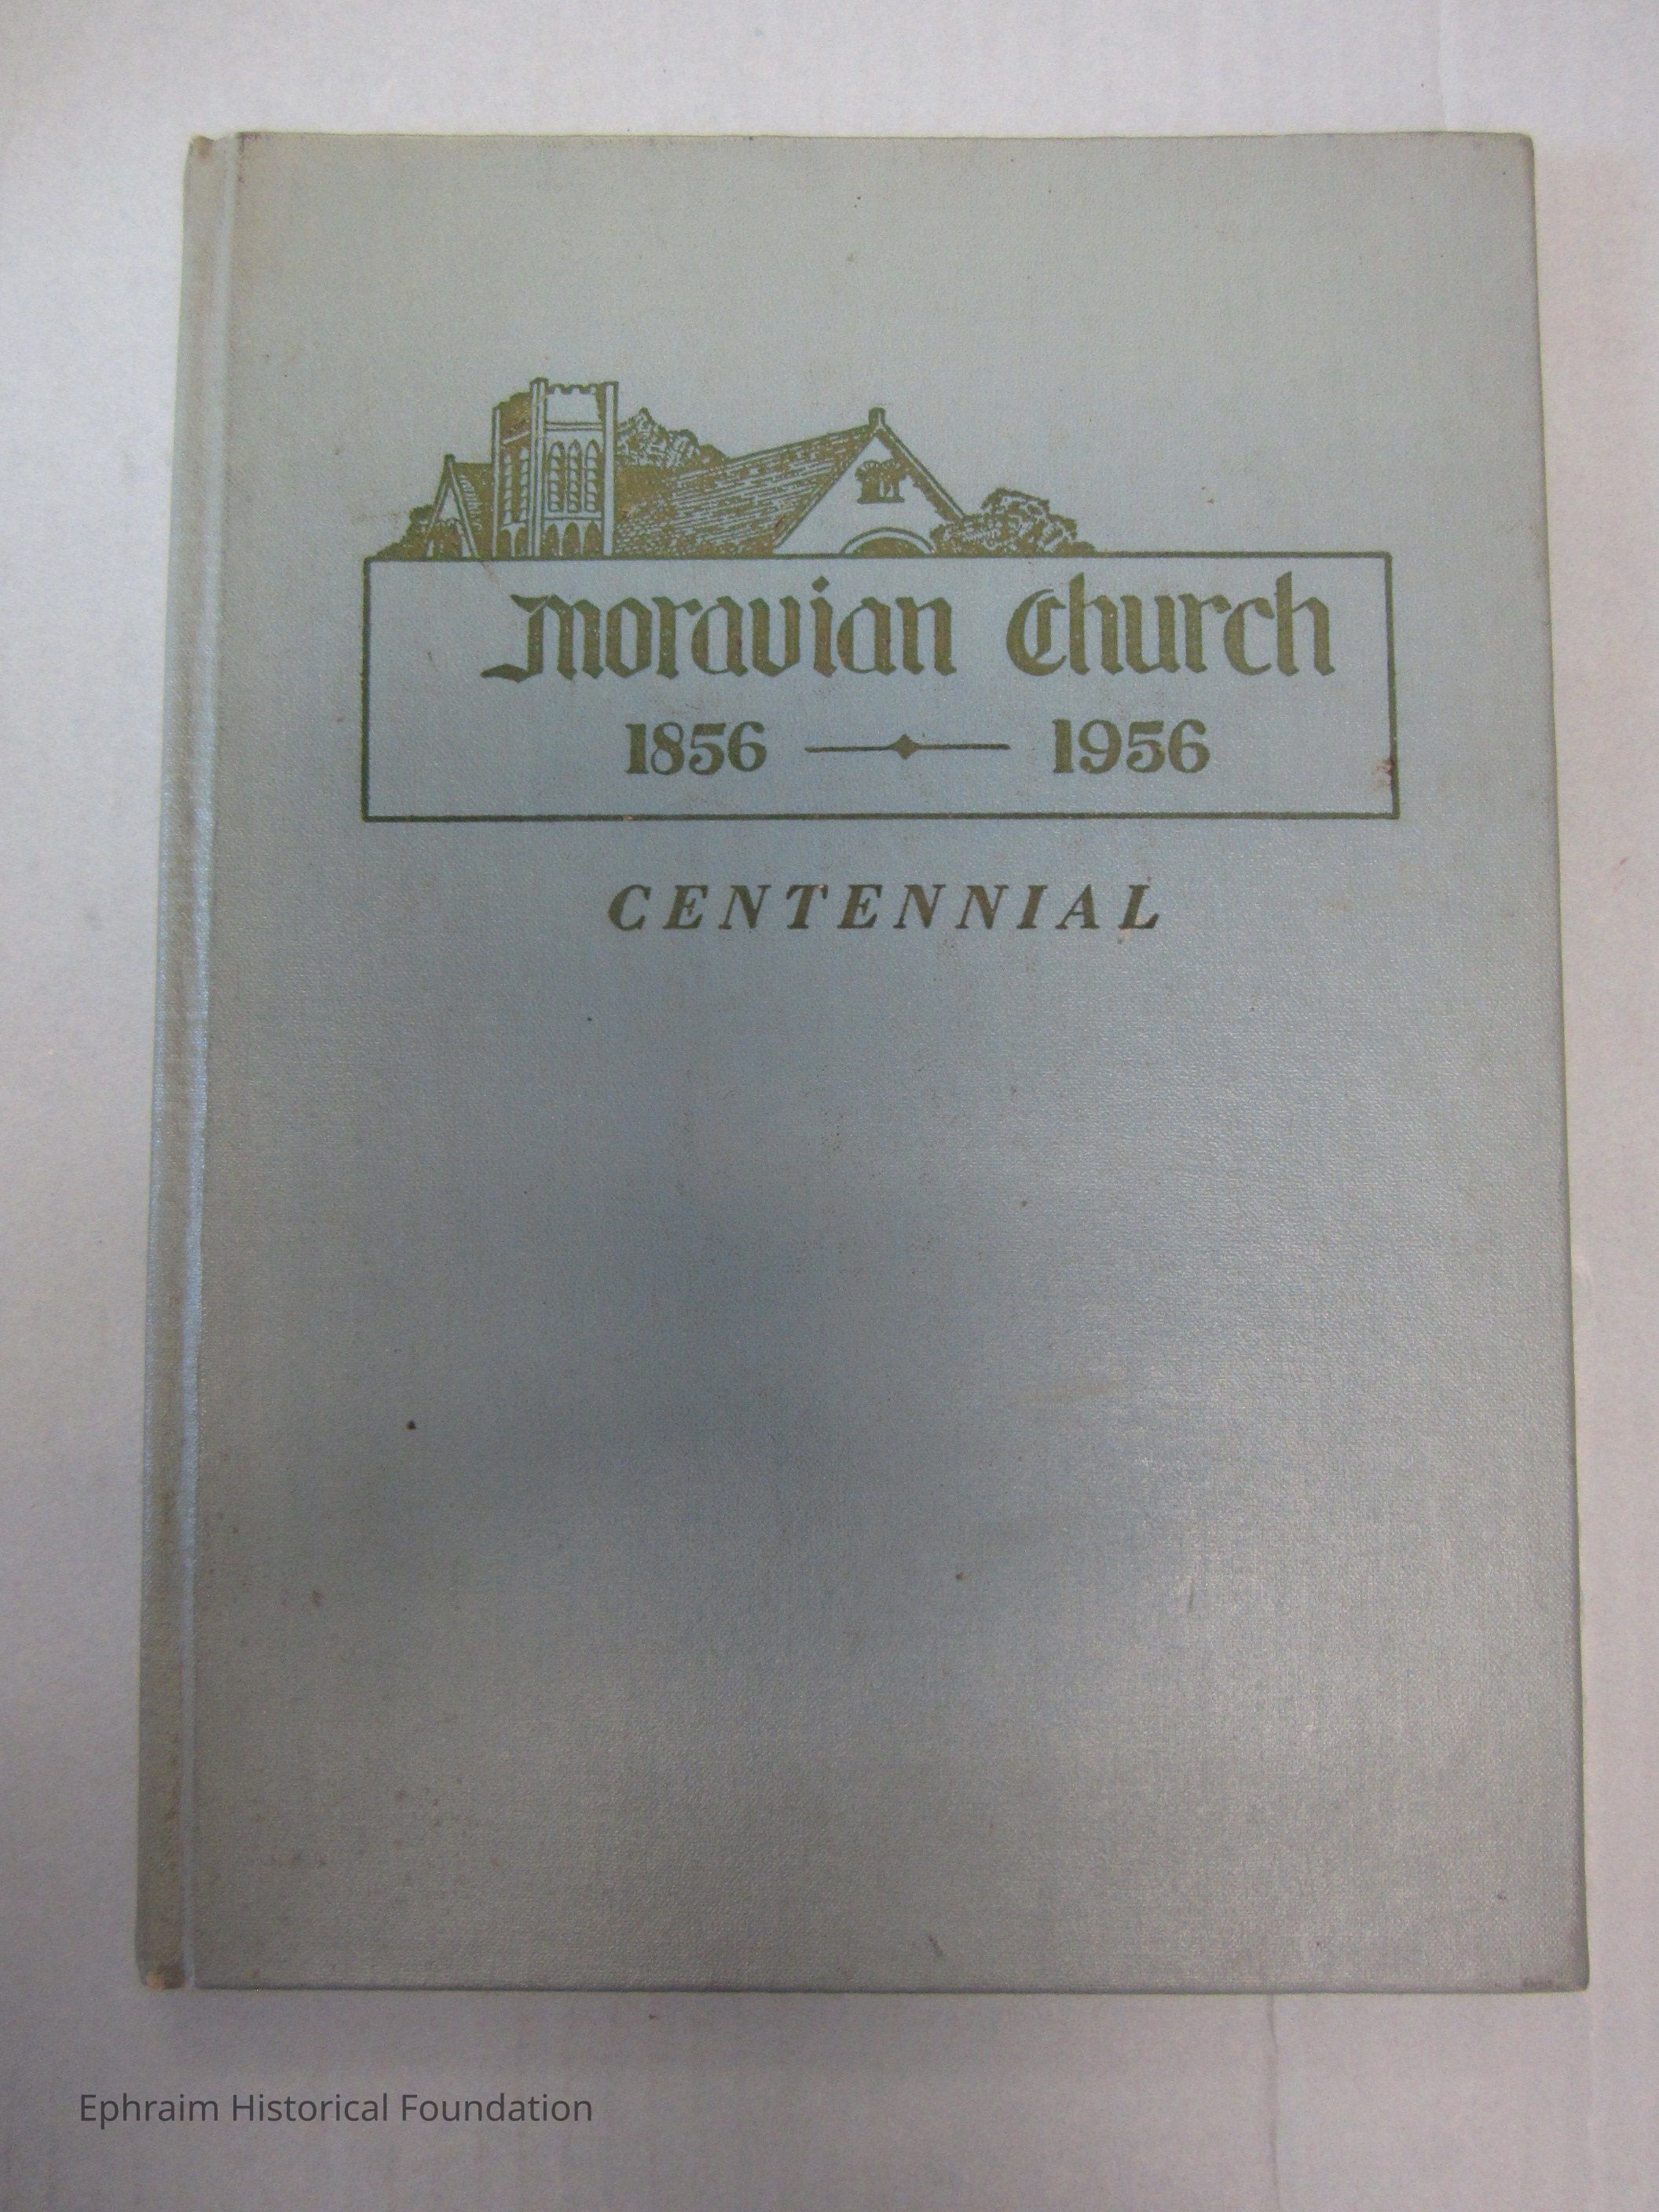 Moravian Church
1856 — 1956
CENTENNIAL
Ephraim Historical Foundation